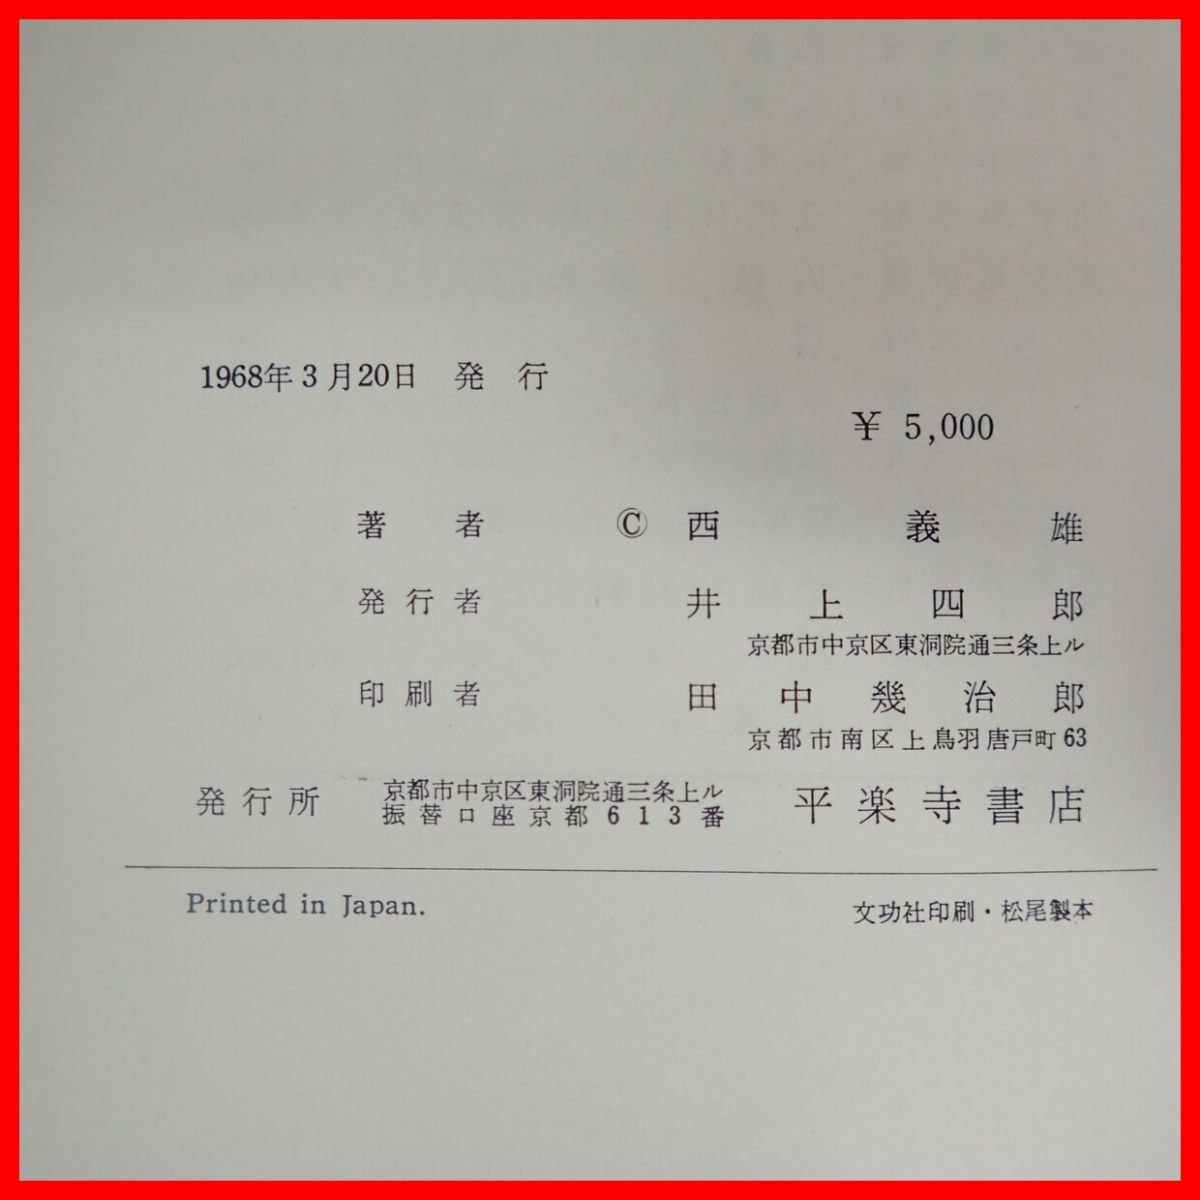 1968年3月20日 発行
¥ 5,000
著者 Ⓒ 西義雄
発行者 井上四郎
京都市中京区東洞院通三条上ル
印刷者 田中幾治郎
京都市南区上鳥羽唐戸町63
発行所 京都市中京区東洞院通三条上ル 平楽寺書店
振替口座京都613番
Printed in Japan.
文功社印刷・松尾製本